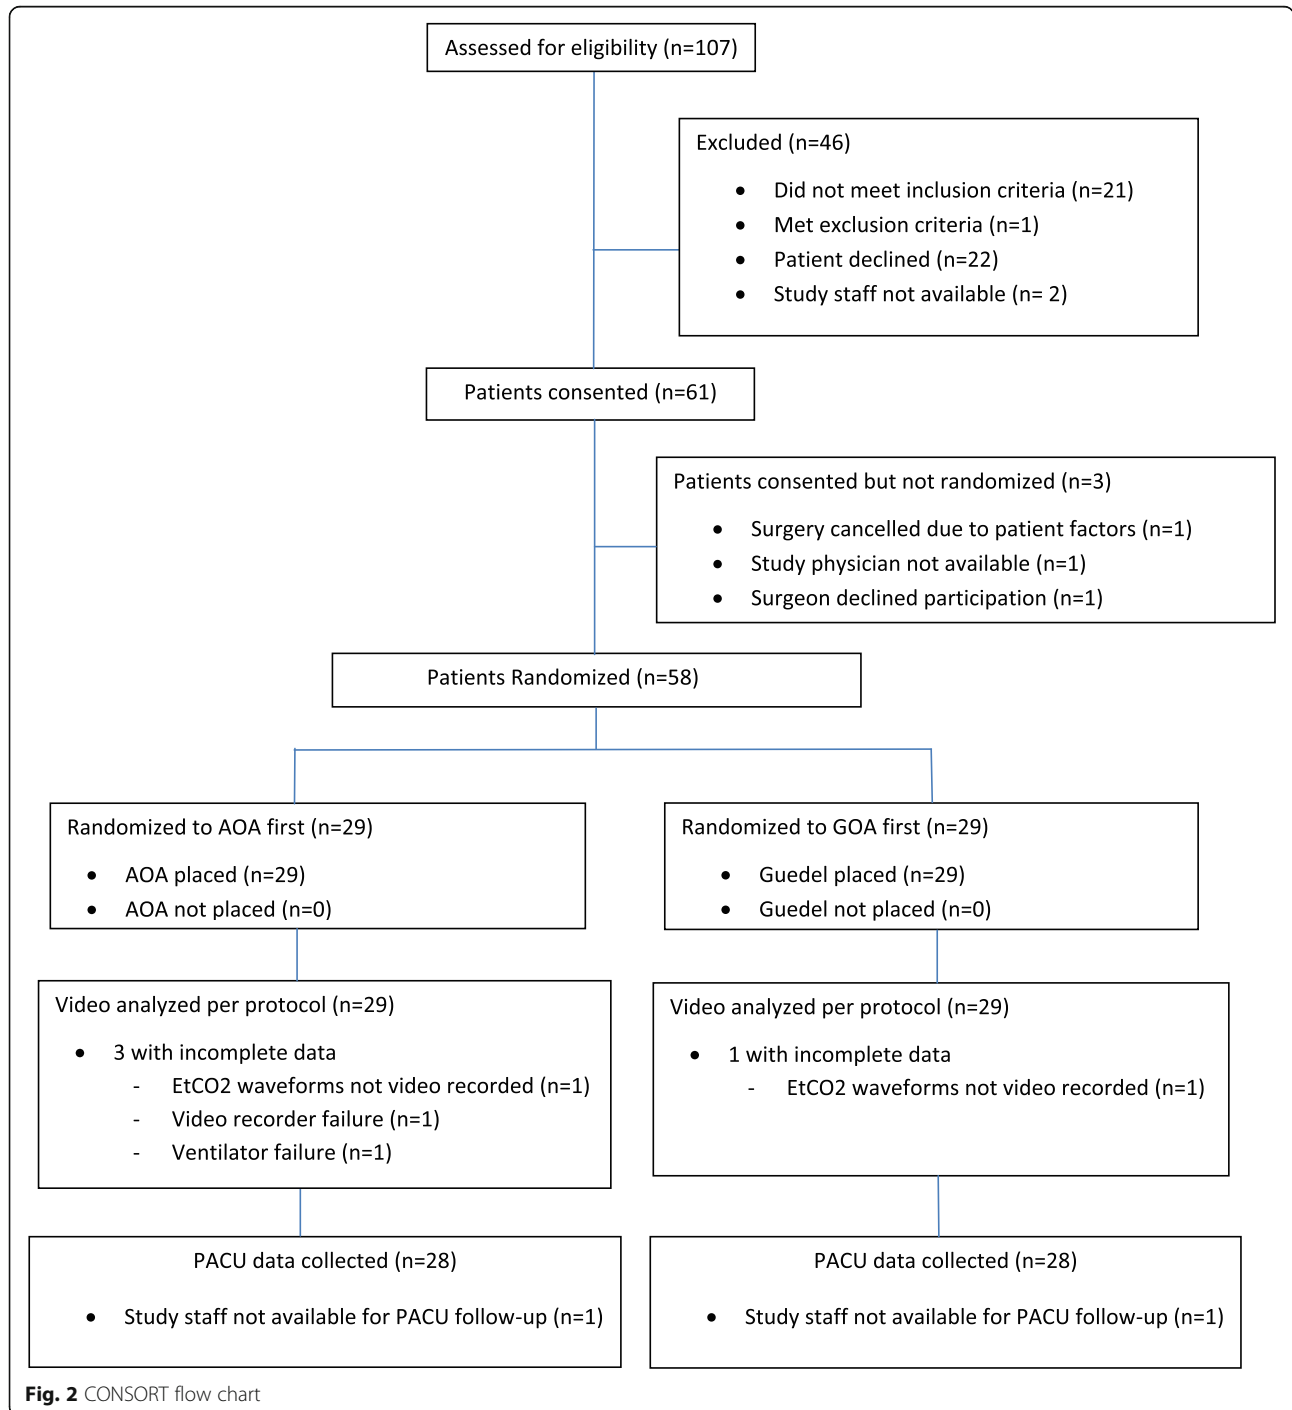 Assessed for eligibility (n=107)
Excluded (n=46)
• Did not meet inclusion criteria (n=21)
• Met exclusion criteria (n=1)
• Patient declined (n=22)
• Study staff not available (n= 2)
Patients consented (n=61)
Patients consented but not randomized (n=3)
• Surgery cancelled due to patient factors (n=1)
• Study physician not available (n=1)
• Surgeon declined participation (n=1)
Patients Randomized (n=58)
Randomized to AOA first (n=29)
• AOA placed (n=29)
• AOA not placed (n=0)
Randomized to GOA first (n=29)
• Guedel placed (n=29)
• Guedel not placed (n=0)
Video analyzed per protocol (n=29)
• 3 with incomplete data
- EtCO2 waveforms not video recorded (n=1)
- Video recorder failure (n=1)
- Ventilator failure (n=1)
Video analyzed per protocol (n=29)
• 1 with incomplete data
- EtCO2 waveforms not video recorded (n=1)
PACU data collected (n=28)
• Study staff not available for PACU follow-up (n=1)
PACU data collected (n=28)
• Study staff not available for PACU follow-up (n=1)
Fig. 2 CONSORT flow chart